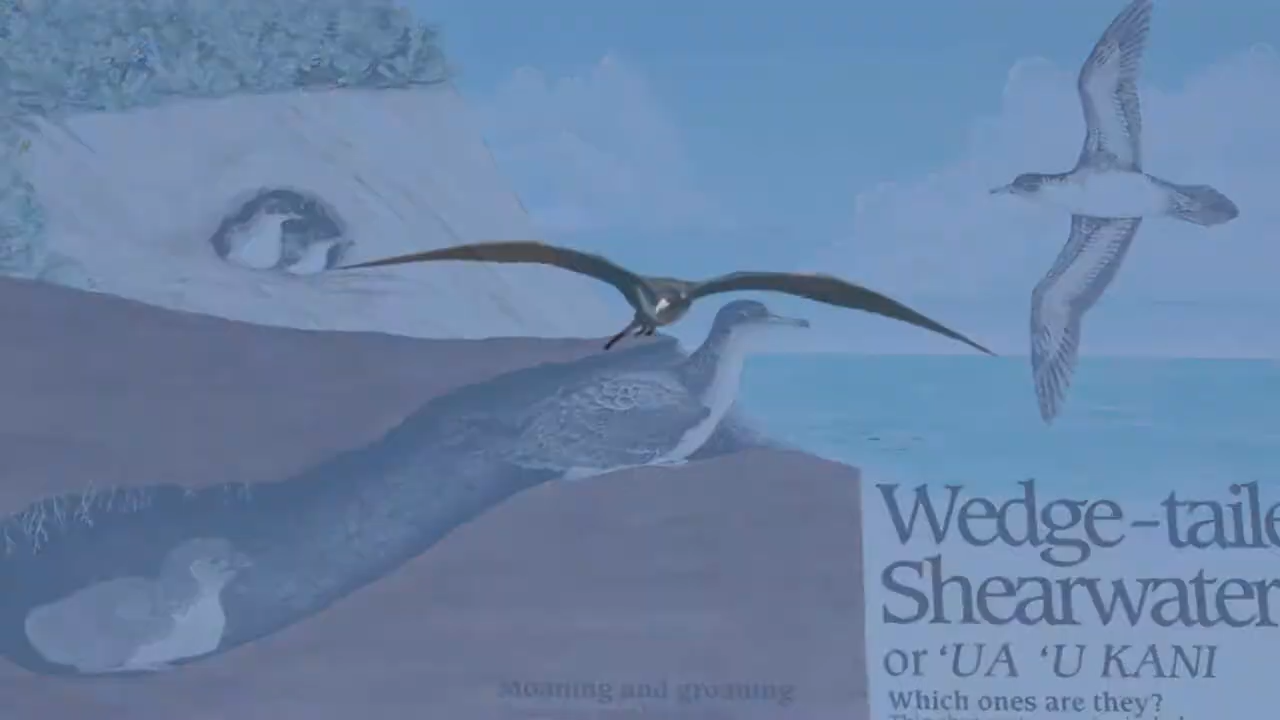 Moaning and groaning
Wedge-taile
Shearwater
or ‘UA ‘U KANI
Which ones are they?